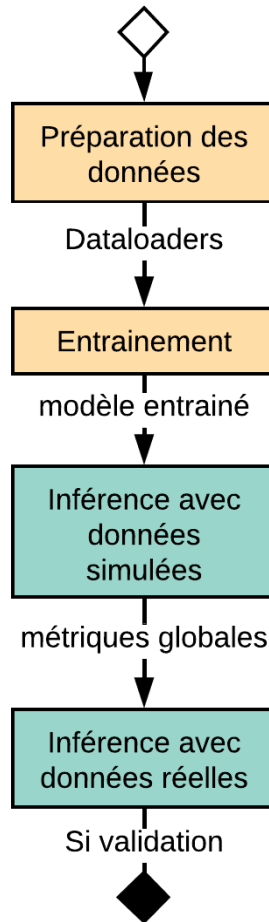 Préparation des
données
Dataloaders
Entrainement
modèle entrainé
Inférence avec
données
simulées
métriques globales
Inférence avec
données réelles
Si validation